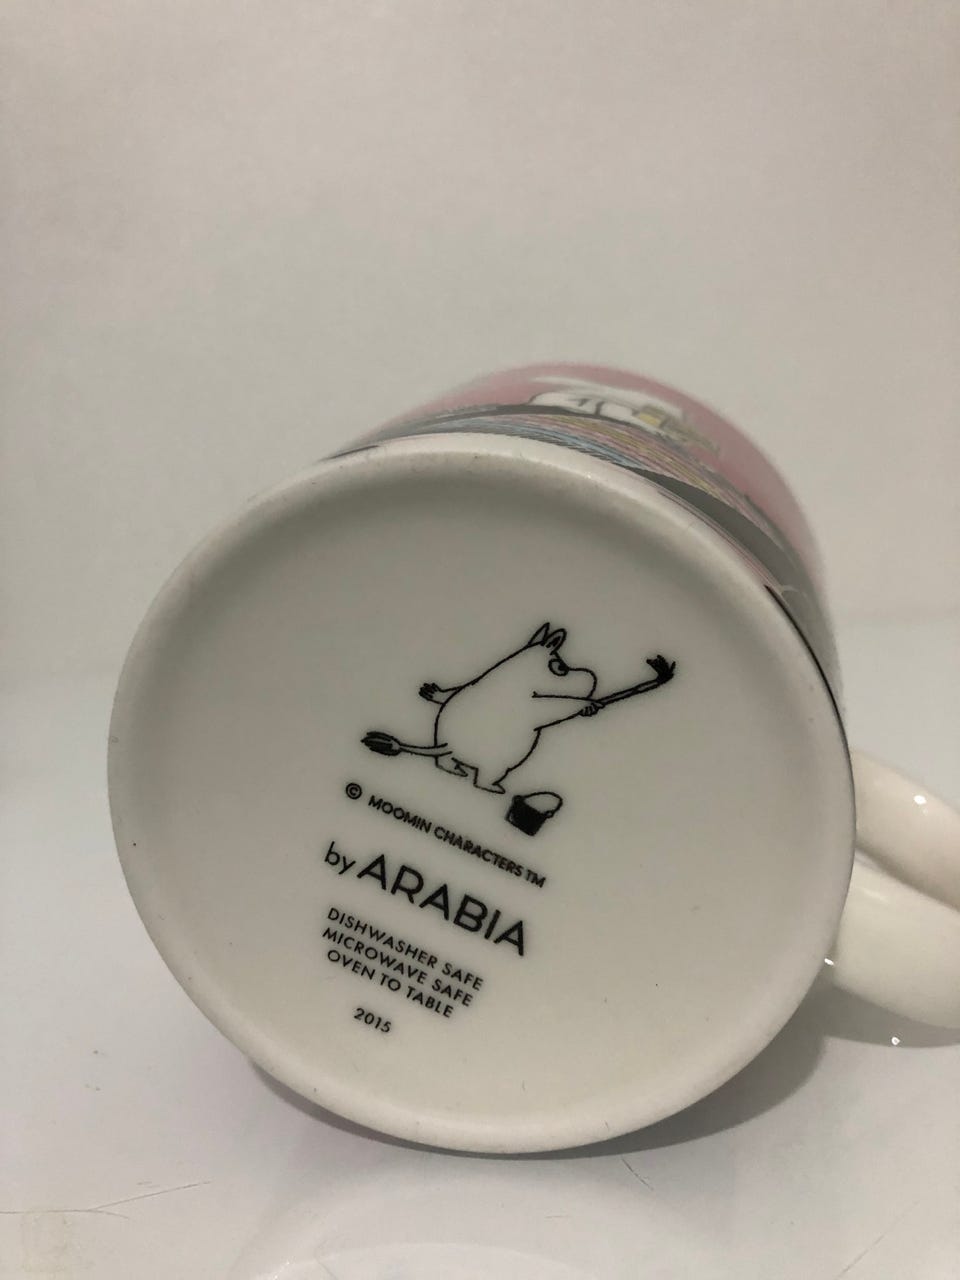 © MOOMIN CHARACTERS TM
by ARABIA
DISHWASHER SAFE
MICROWAVE SAFE
OVEN TO TABLE
2015